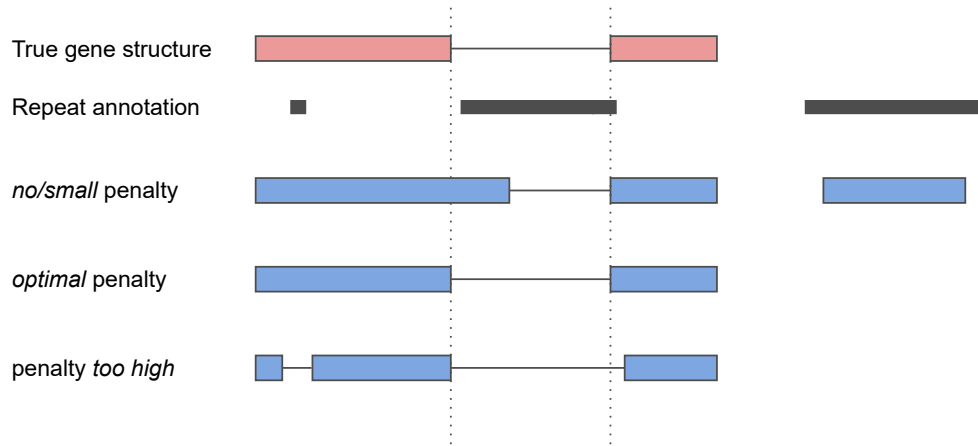 True gene structure
Repeat annotation
no/small penalty
optimal penalty
penalty too high